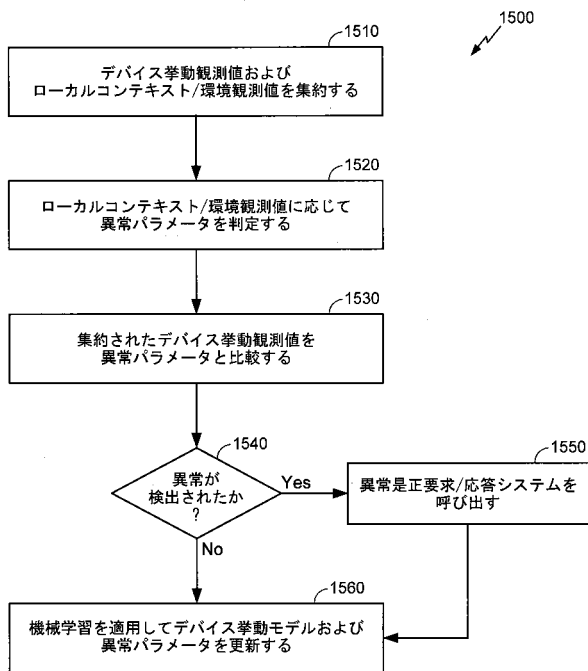 1500
1510
デバイス挙動観測値および
ローカルコンテキスト/環境観測値を集約する
1520
ローカルコンテキスト/環境観測値に応じて
異常パラメータを判定する
1530
集約されたデバイス挙動観測値を
異常パラメータと比較する
1540
異常が
検出されたか
?
Yes
1550
異常是正要求/応答システムを
呼び出す
No
1560
機械学習を適用してデバイス挙動モデルおよび
異常パラメータを更新する